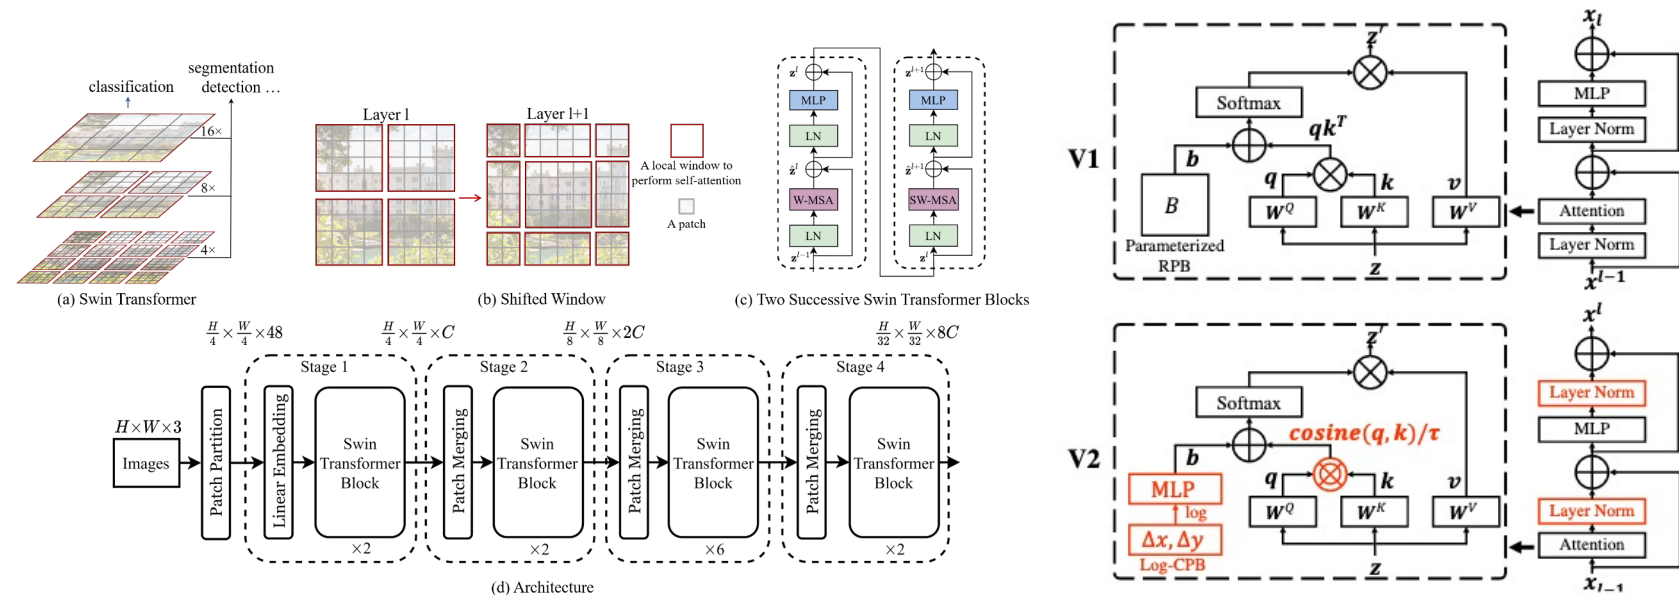 classification
segmentation
detection ...
16×
8×
4×
(a) Swin Transformer
Layer l
Layer l+1
A local window to
perform self-attention
A patch
(b) Shifted Window
z^l
MLP
LN
ẑ^l
W-MSA
LN
z^{l-1}
z^{l+1}
MLP
LN
ẑ^{l+1}
SW-MSA
LN
z^l
(c) Two Successive Swin Transformer Blocks
H/4 × W/4 × 48
H/4 × W/4 × C
H/8 × W/8 × 2C
H/32 × W/32 × 8C
Stage 1
Stage 2
Stage 3
Stage 4
H×W×3
Images
Patch Partition
Linear Embedding
Swin
Transformer
Block
×2
Patch Merging
Swin
Transformer
Block
×2
Patch Merging
Swin
Transformer
Block
×6
Patch Merging
Swin
Transformer
Block
×2
(d) Architecture
V1
z'
Softmax
qk^T
b
q
k
v
B
W^Q
W^K
W^V
Parameterized
RPB
z
x_l
MLP
Layer Norm
Attention
Layer Norm
x^{l-1}
V2
z'
Softmax
cosine(q, k)/τ
b
q
k
v
MLP
log
W^Q
W^K
W^V
Δx, Δy
Log-CPB
z
x^l
Layer Norm
MLP
Layer Norm
Attention
x_{l-1}